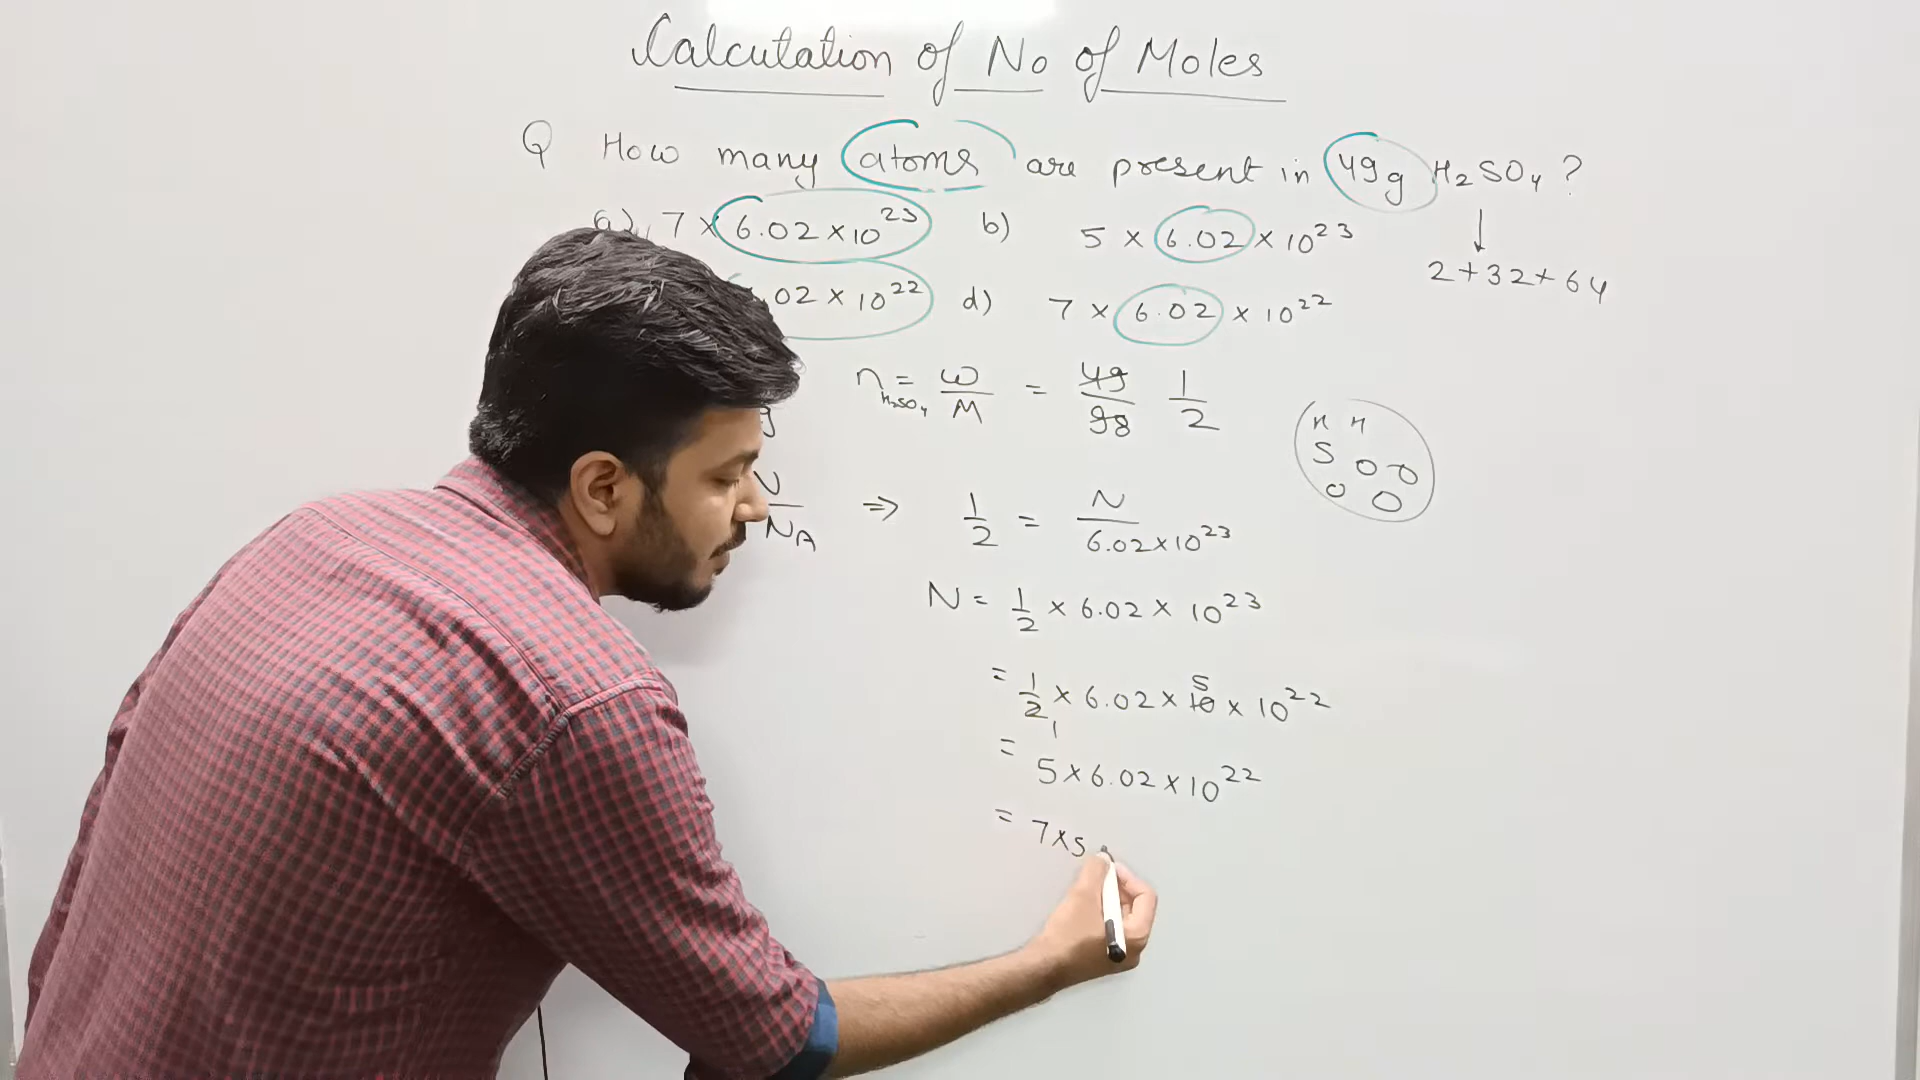 Calculation of No of Moles
Q How many atoms are present in 49g H₂SO₄ ?
a) 7 × 6.02 × 10²³ b) 5 × 6.02 × 10²³
.02 × 10²² d) 7 × 6.02 × 10²²
↓
2+32+64
n H₂SO₄ = w/M = 49/98 1/2
g
H H
S O O
O O
N/NA ⇒ 1/2 = N/6.02×10²³
N = 1/2 × 6.02 × 10²³
= 1/2 × 6.02 × 10 × 10²²
5
1
= 5 × 6.02 × 10²²
= 7×5